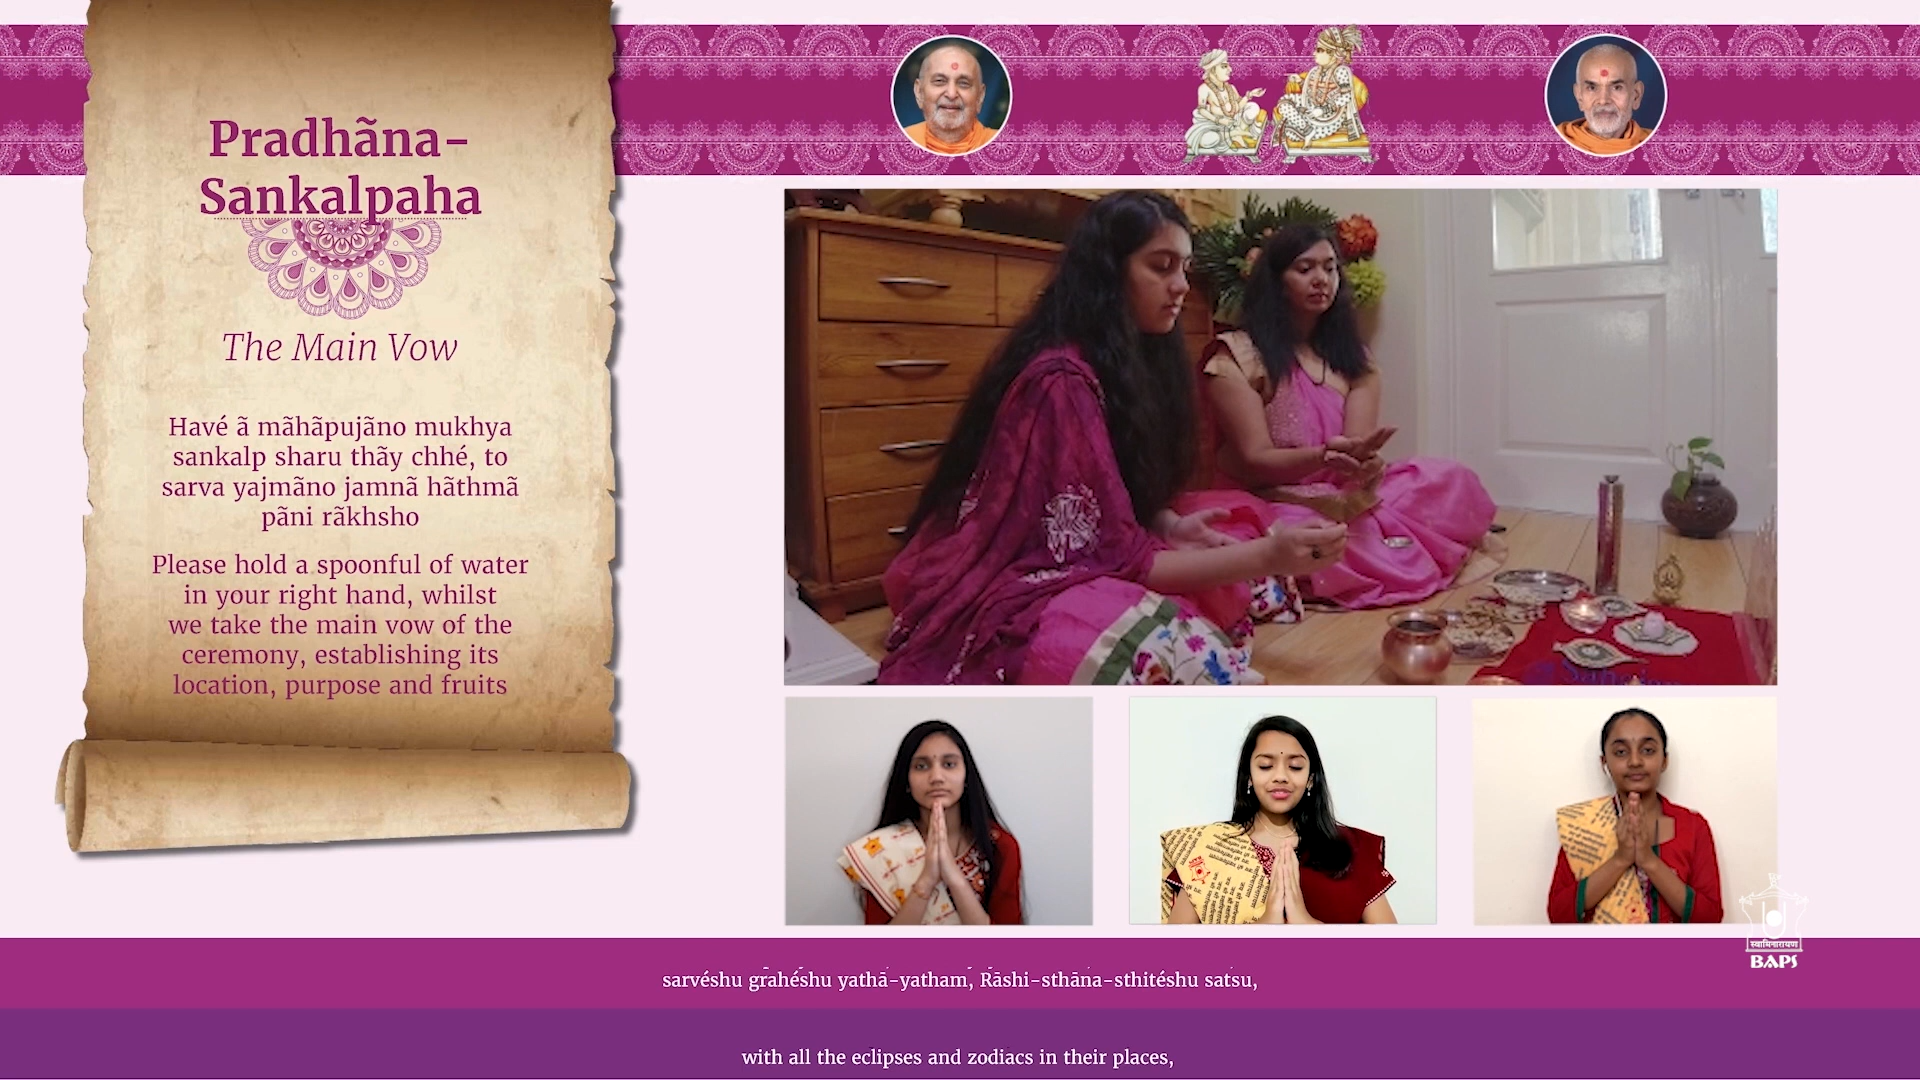 Pradhãna-
Sankalpaha
The Main Vow
Havé ã mãhãpujãno mukhya
sankalp sharu thãy chhé, to
sarva yajmãno jamnã hãthmã
pãni rãkhsho
Please hold a spoonful of water
in your right hand, whilst
we take the main vow of the
ceremony, establishing its
location, purpose and fruits
स्वामिनारायण
BAPS
sarvéshu grahéshu yathā-yatham, Rāshi-sthāna-sthitéshu satsu,
with all the eclipses and zodiacs in their places,